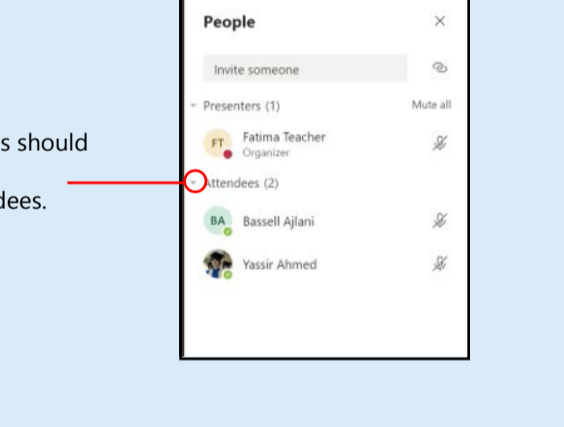 People
Invite someone
Presenters (1) Mute all
FT Fatima Teacher
Organizer
s should
dees.
Attendees (2)
BA Bassell Ajlani
Yassir Ahmed